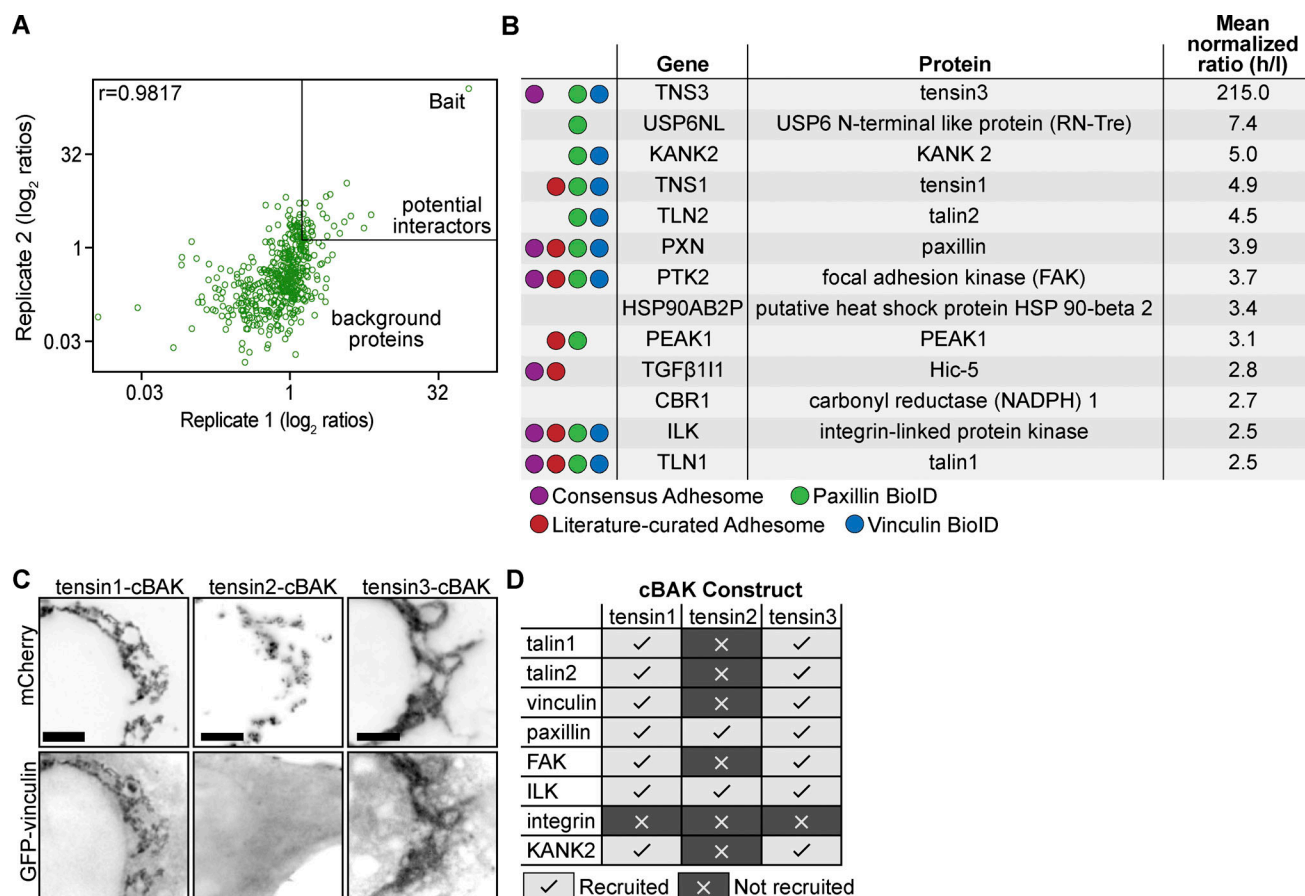 A
r=0.9817
Bait
potential
interactors
background
proteins
32
1
0.03
Replicate 2 (log2 ratios)
0.03
1
32
Replicate 1 (log2 ratios)
B
Gene
Protein
Mean
normalized
ratio (h/l)
TNS3 tensin3 215.0
USP6NL USP6 N-terminal like protein (RN-Tre) 7.4
KANK2 KANK 2 5.0
TNS1 tensin1 4.9
TLN2 talin2 4.5
PXN paxillin 3.9
PTK2 focal adhesion kinase (FAK) 3.7
HSP90AB2P putative heat shock protein HSP 90-beta 2 3.4
PEAK1 PEAK1 3.1
TGFβ1I1 Hic-5 2.8
CBR1 carbonyl reductase (NADPH) 1 2.7
ILK integrin-linked protein kinase 2.5
TLN1 talin1 2.5
Consensus Adhesome Paxillin BioID
Literature-curated Adhesome Vinculin BioID
C
tensin1-cBAK tensin2-cBAK tensin3-cBAK
mCherry
GFP-vinculin
D
cBAK Construct
tensin1 tensin2 tensin3
talin1
talin2
vinculin
paxillin
FAK
ILK
integrin
KANK2
Recruited Not recruited